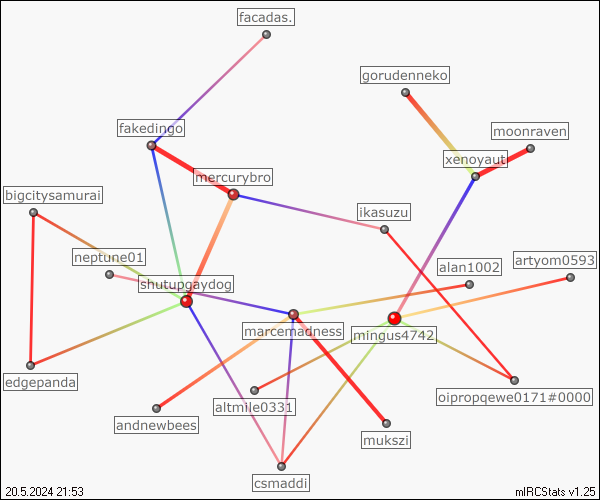 facadas.
gorudenneko
fakedingo
moonraven
xenoyaut
mercurybro
bigcitysamurai
ikasuzu
neptune01
artyom0593
alan1002
shutupgaydog
marcemadness
mingus4742
edgepanda
oipropqewe0171#0000
altmile0331
andnewbees
mukszi
csmaddi
20.5.2024 21:53
mIRCStats v1.25